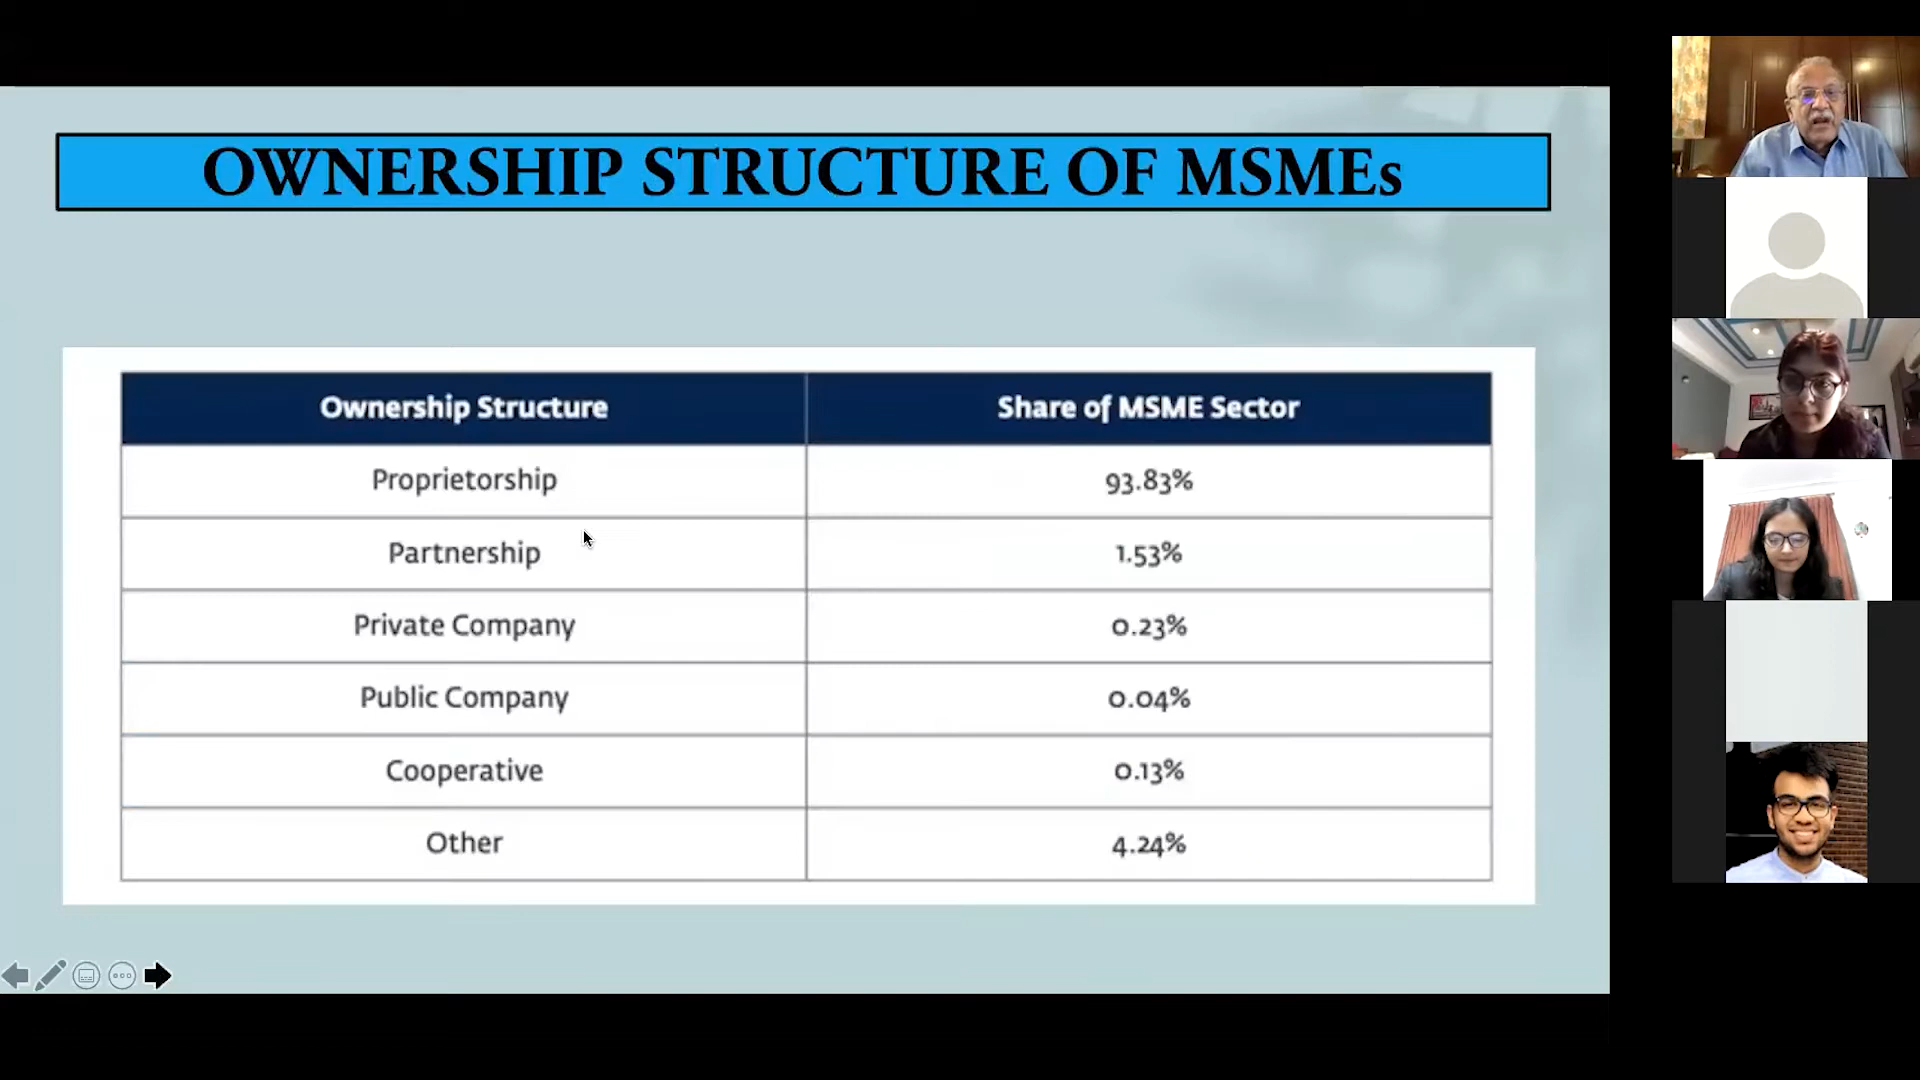 OWNERSHIP STRUCTURE OF MSMEs
Ownership Structure Share of MSME Sector
Proprietorship 93.83%
Partnership 1.53%
Private Company 0.23%
Public Company 0.04%
Cooperative 0.13%
Other 4.24%